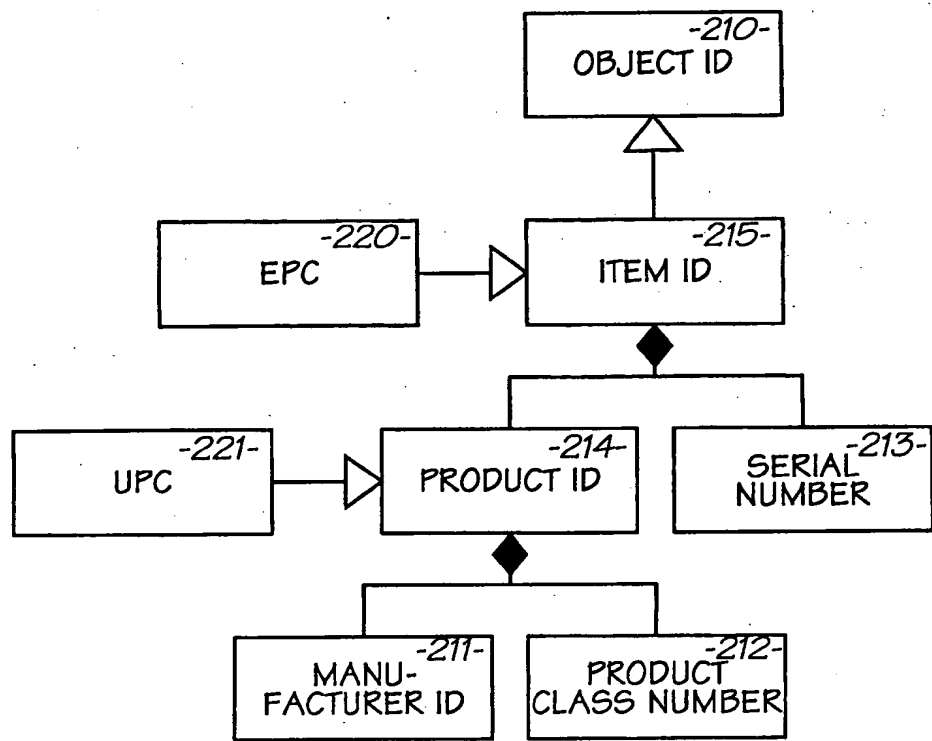 -210-
OBJECT ID
-220-
EPC
-215-
ITEM ID
-221-
UPC
-214-
PRODUCT ID
-213-
SERIAL
NUMBER
-211-
MANU-
FACTURER ID
-212-
PRODUCT
CLASS NUMBER